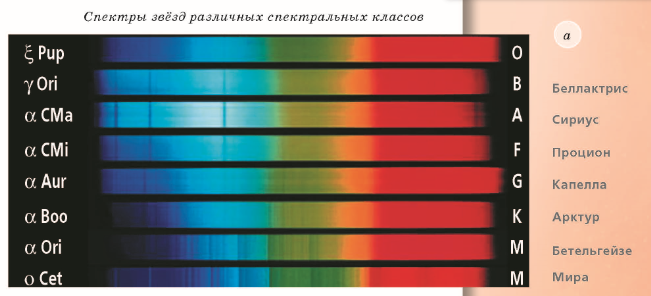 Спектры звёзд различных спектральных классов
а
ξ Pup O
γ Ori B Беллактрис
α CMa A Сириус
α CMi F Процион
α Aur G Капелла
α Boo K Арктур
α Ori M Бетельгейзе
ο Cet M Мира